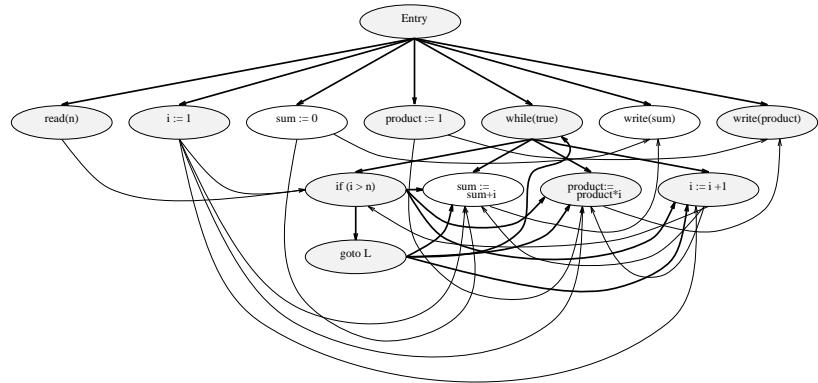 Entry
read(n)
i := 1
sum := 0
product := 1
while(true)
write(sum)
write(product)
if (i > n)
sum :=
sum+i
product:=
product*i
i := i +1
goto L